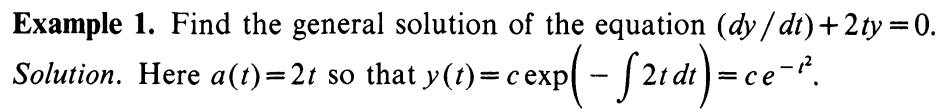 Example 1. Find the general solution of the equation (dy/dt)+2ty=0.
Solution. Here a(t)=2t so that y(t)=c exp(−∫2t dt)=ce^{−t²}.